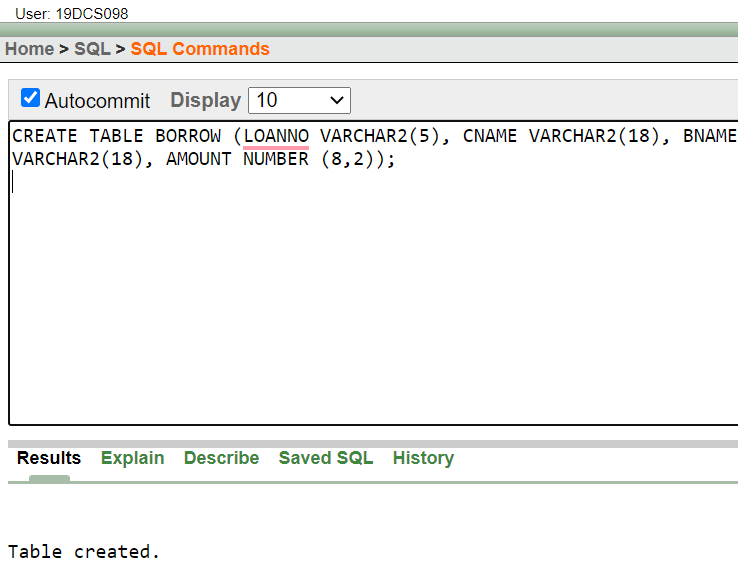 User: 19DCS098
Home > SQL > SQL Commands
Autocommit Display 10
CREATE TABLE BORROW (LOANNO VARCHAR2(5), CNAME VARCHAR2(18), BNAME
VARCHAR2(18), AMOUNT NUMBER (8,2));
Results Explain Describe Saved SQL History
Table created.